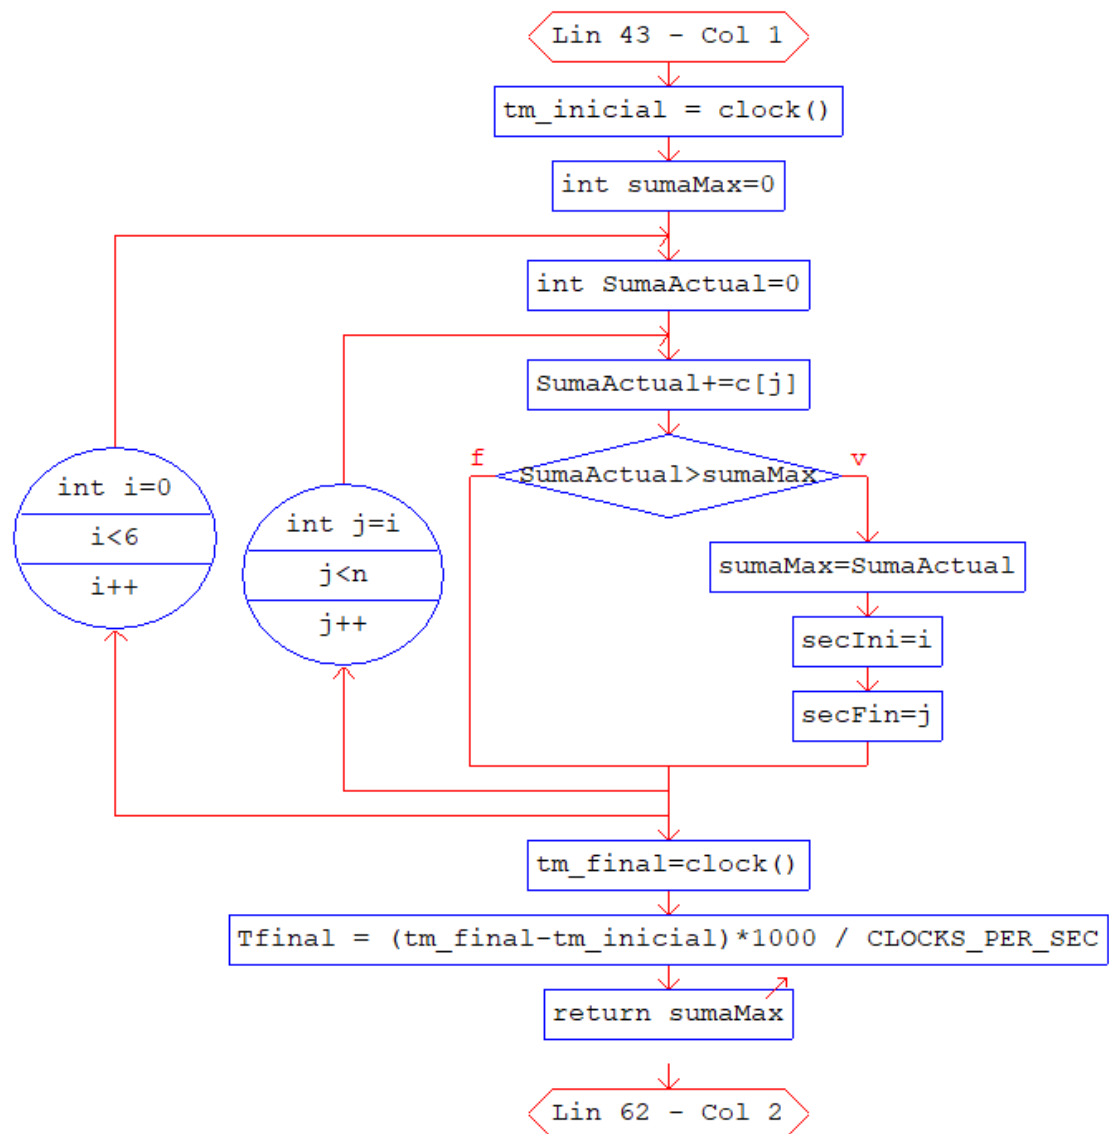 Lin 43 - Col 1
tm_inicial = clock()
int sumaMax=0
int SumaActual=0
SumaActual+=c[j]
f
v
SumaActual>sumaMax
int i=0
i<6
i++
int j=i
j<n
j++
sumaMax=SumaActual
secIni=i
secFin=j
tm_final=clock()
Tfinal = (tm_final-tm_inicial)*1000 / CLOCKS_PER_SEC
return sumaMax
Lin 62 - Col 2